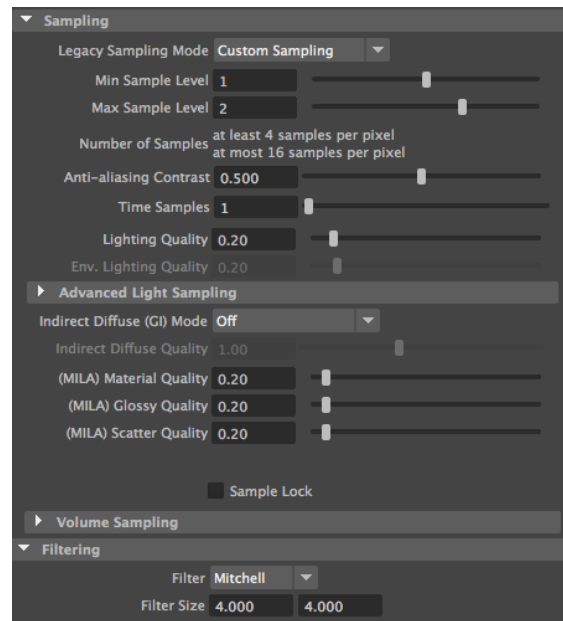 Sampling
Legacy Sampling Mode Custom Sampling
Min Sample Level 1
Max Sample Level 2
Number of Samples at least 4 samples per pixel
at most 16 samples per pixel
Anti-aliasing Contrast 0.500
Time Samples 1
Lighting Quality 0.20
Env. Lighting Quality 0.20
Advanced Light Sampling
Indirect Diffuse (GI) Mode Off
Indirect Diffuse Quality 1.00
(MILA) Material Quality 0.20
(MILA) Glossy Quality 0.20
(MILA) Scatter Quality 0.20
Sample Lock
Volume Sampling
Filtering
Filter Mitchell
Filter Size 4.000 4.000